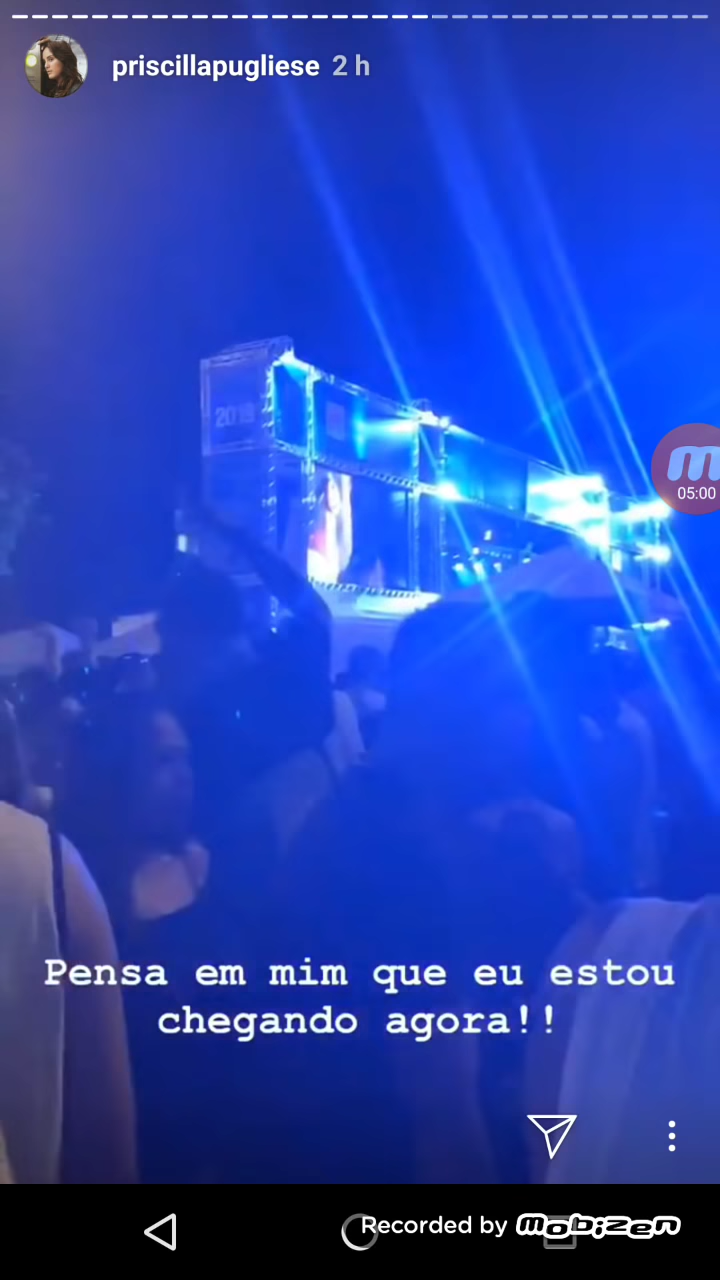 priscillapugliese 2 h
2019
m
05:00
Pensa em mim que eu estou
chegando agora!!
Recorded by mobizen